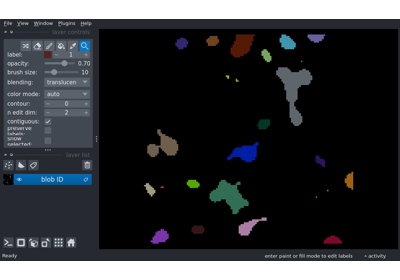 File View Window Plugins Help
layer controls
label: 1
opacity: 0.70
brush size: 10
blending: translucen
color mode: auto
contour: 0
n edit dim: 2
contiguous:
preserve labels:
show selected:
layer list
blob ID
Ready
enter paint or fill mode to edit labels
activity